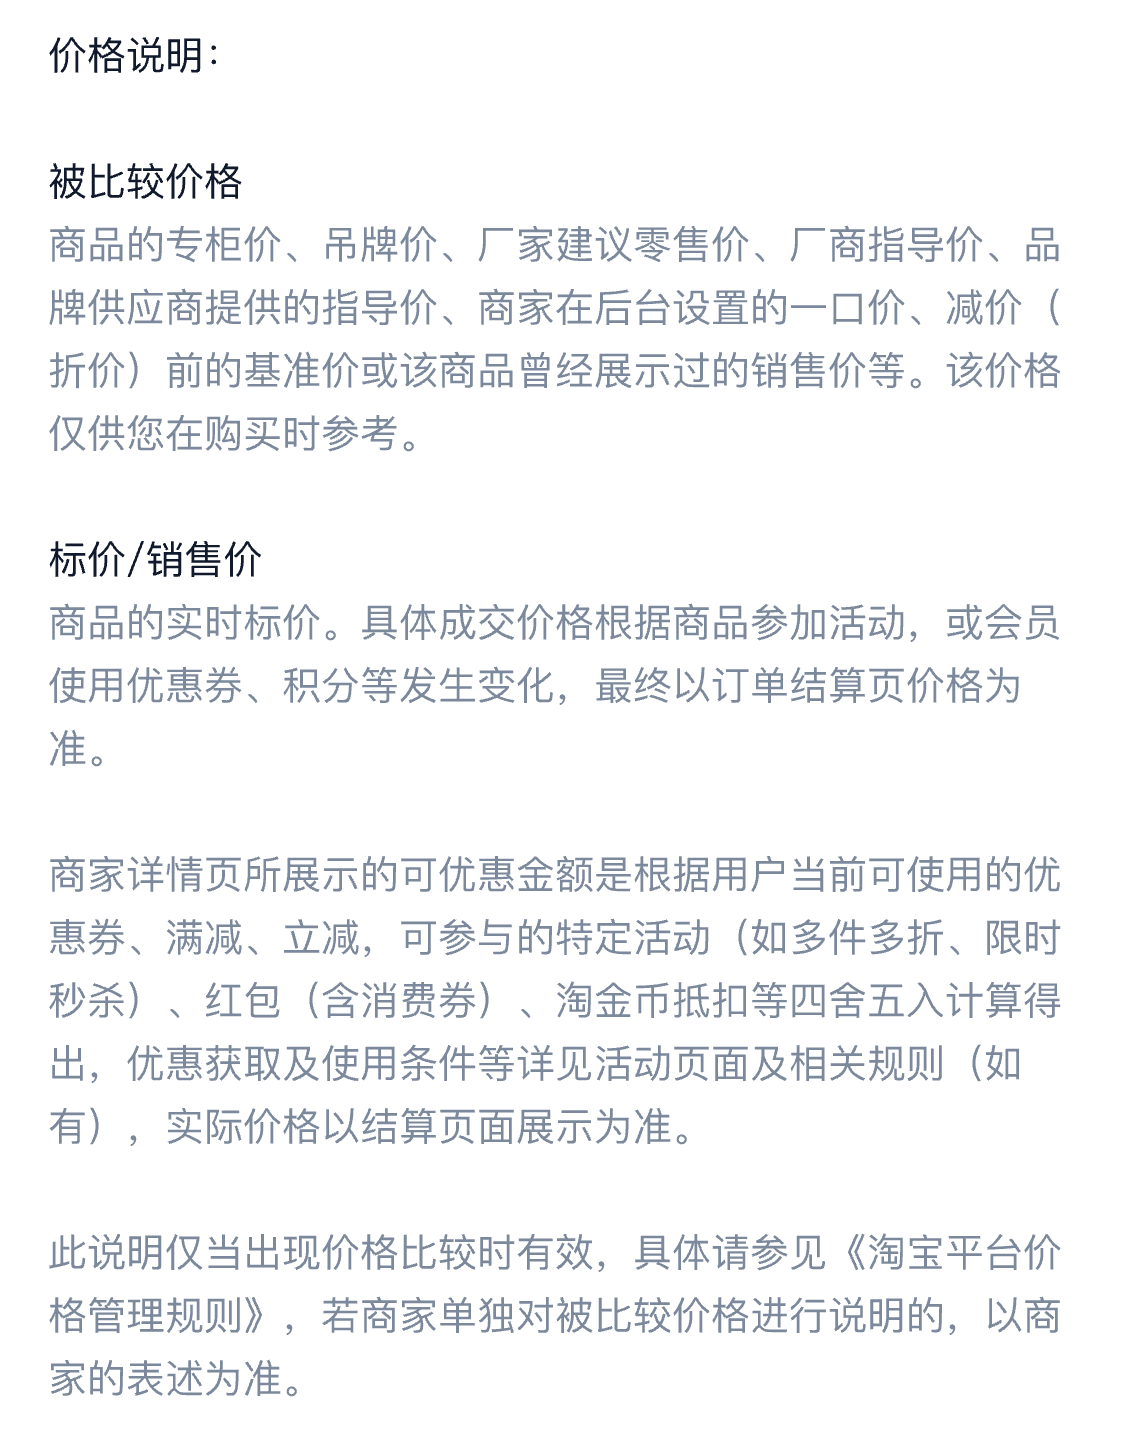 价格说明：
被比较价格
商品的专柜价、吊牌价、厂家建议零售价、厂商指导价、品
牌供应商提供的指导价、商家在后台设置的一口价、减价（
折价）前的基准价或该商品曾经展示过的销售价等。该价格
仅供您在购买时参考。
标价/销售价
商品的实时标价。具体成交价格根据商品参加活动，或会员
使用优惠券、积分等发生变化，最终以订单结算页价格为
准。
商家详情页所展示的可优惠金额是根据用户当前可使用的优
惠券、满减、立减，可参与的特定活动（如多件多折、限时
秒杀）、红包（含消费券）、淘金币抵扣等四舍五入计算得
出，优惠获取及使用条件等详见活动页面及相关规则（如
有），实际价格以结算页面展示为准。
此说明仅当出现价格比较时有效，具体请参见《淘宝平台价
格管理规则》，若商家单独对被比较价格进行说明的，以商
家的表述为准。